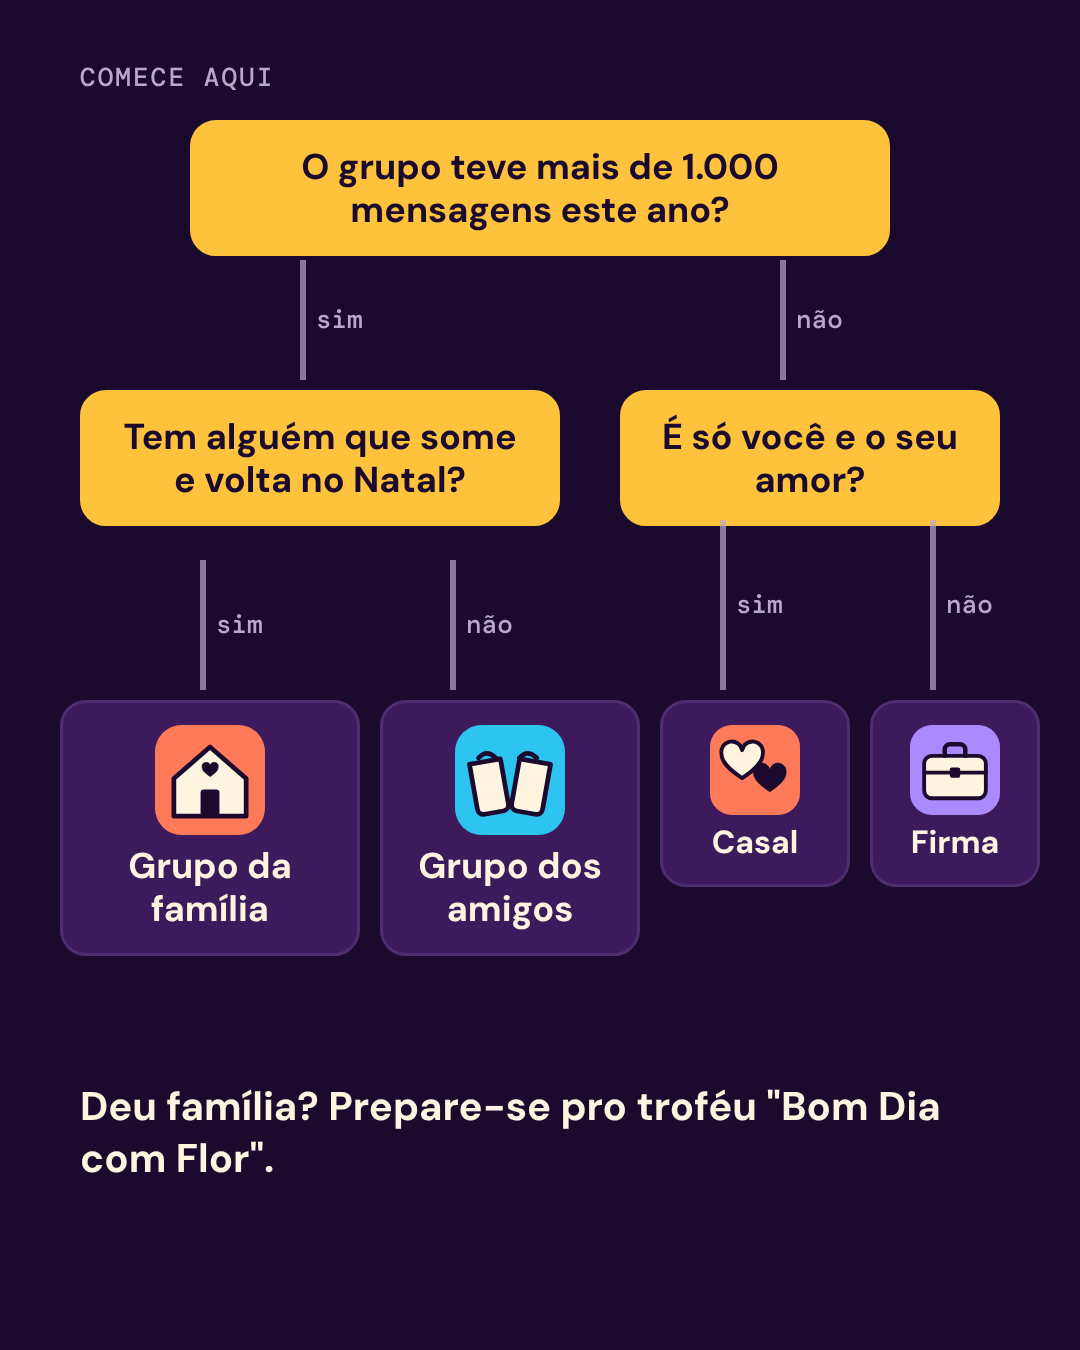 COMECE AQUI
O grupo teve mais de 1.000
mensagens este ano?
sim
não
Tem alguém que some
e volta no Natal?
É só você e o seu
amor?
sim
não
sim
não
Grupo da
família
Grupo dos
amigos
Casal
Firma
Deu família? Prepare-se pro troféu "Bom Dia
com Flor".